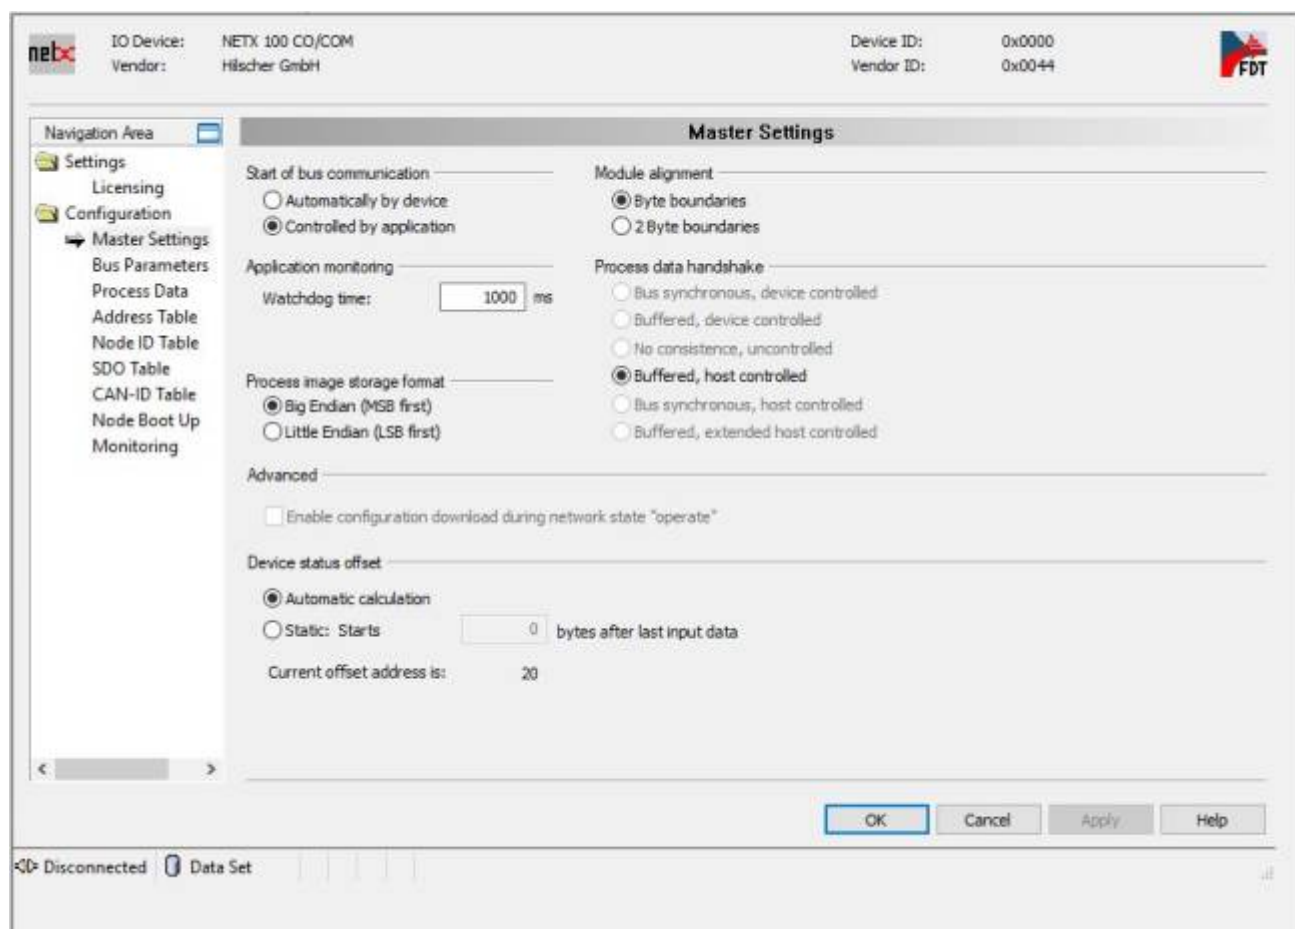 netx
IO Device: NETX 100 CO/COM Device ID: 0x0000
Vendor: Hilscher GmbH Vendor ID: 0x0044
FDT
Navigation Area
Settings
Licensing
Configuration
Master Settings
Bus Parameters
Process Data
Address Table
Node ID Table
SDO Table
CAN-ID Table
Node Boot Up
Monitoring
Master Settings
Start of bus communication
Automatically by device
Controlled by application
Module alignment
Byte boundaries
2 Byte boundaries
Application monitoring
Watchdog time: 1000 ms
Process data handshake
Bus synchronous, device controlled
Buffered, device controlled
No consistence, uncontrolled
Buffered, host controlled
Bus synchronous, host controlled
Buffered, extended host controlled
Process image storage format
Big Endian (MSB first)
Little Endian (LSB first)
Advanced
Enable configuration download during network state "operate"
Device status offset
Automatic calculation
Static: Starts 0 bytes after last input data
Current offset address is: 20
OK Cancel Apply Help
Disconnected Data Set